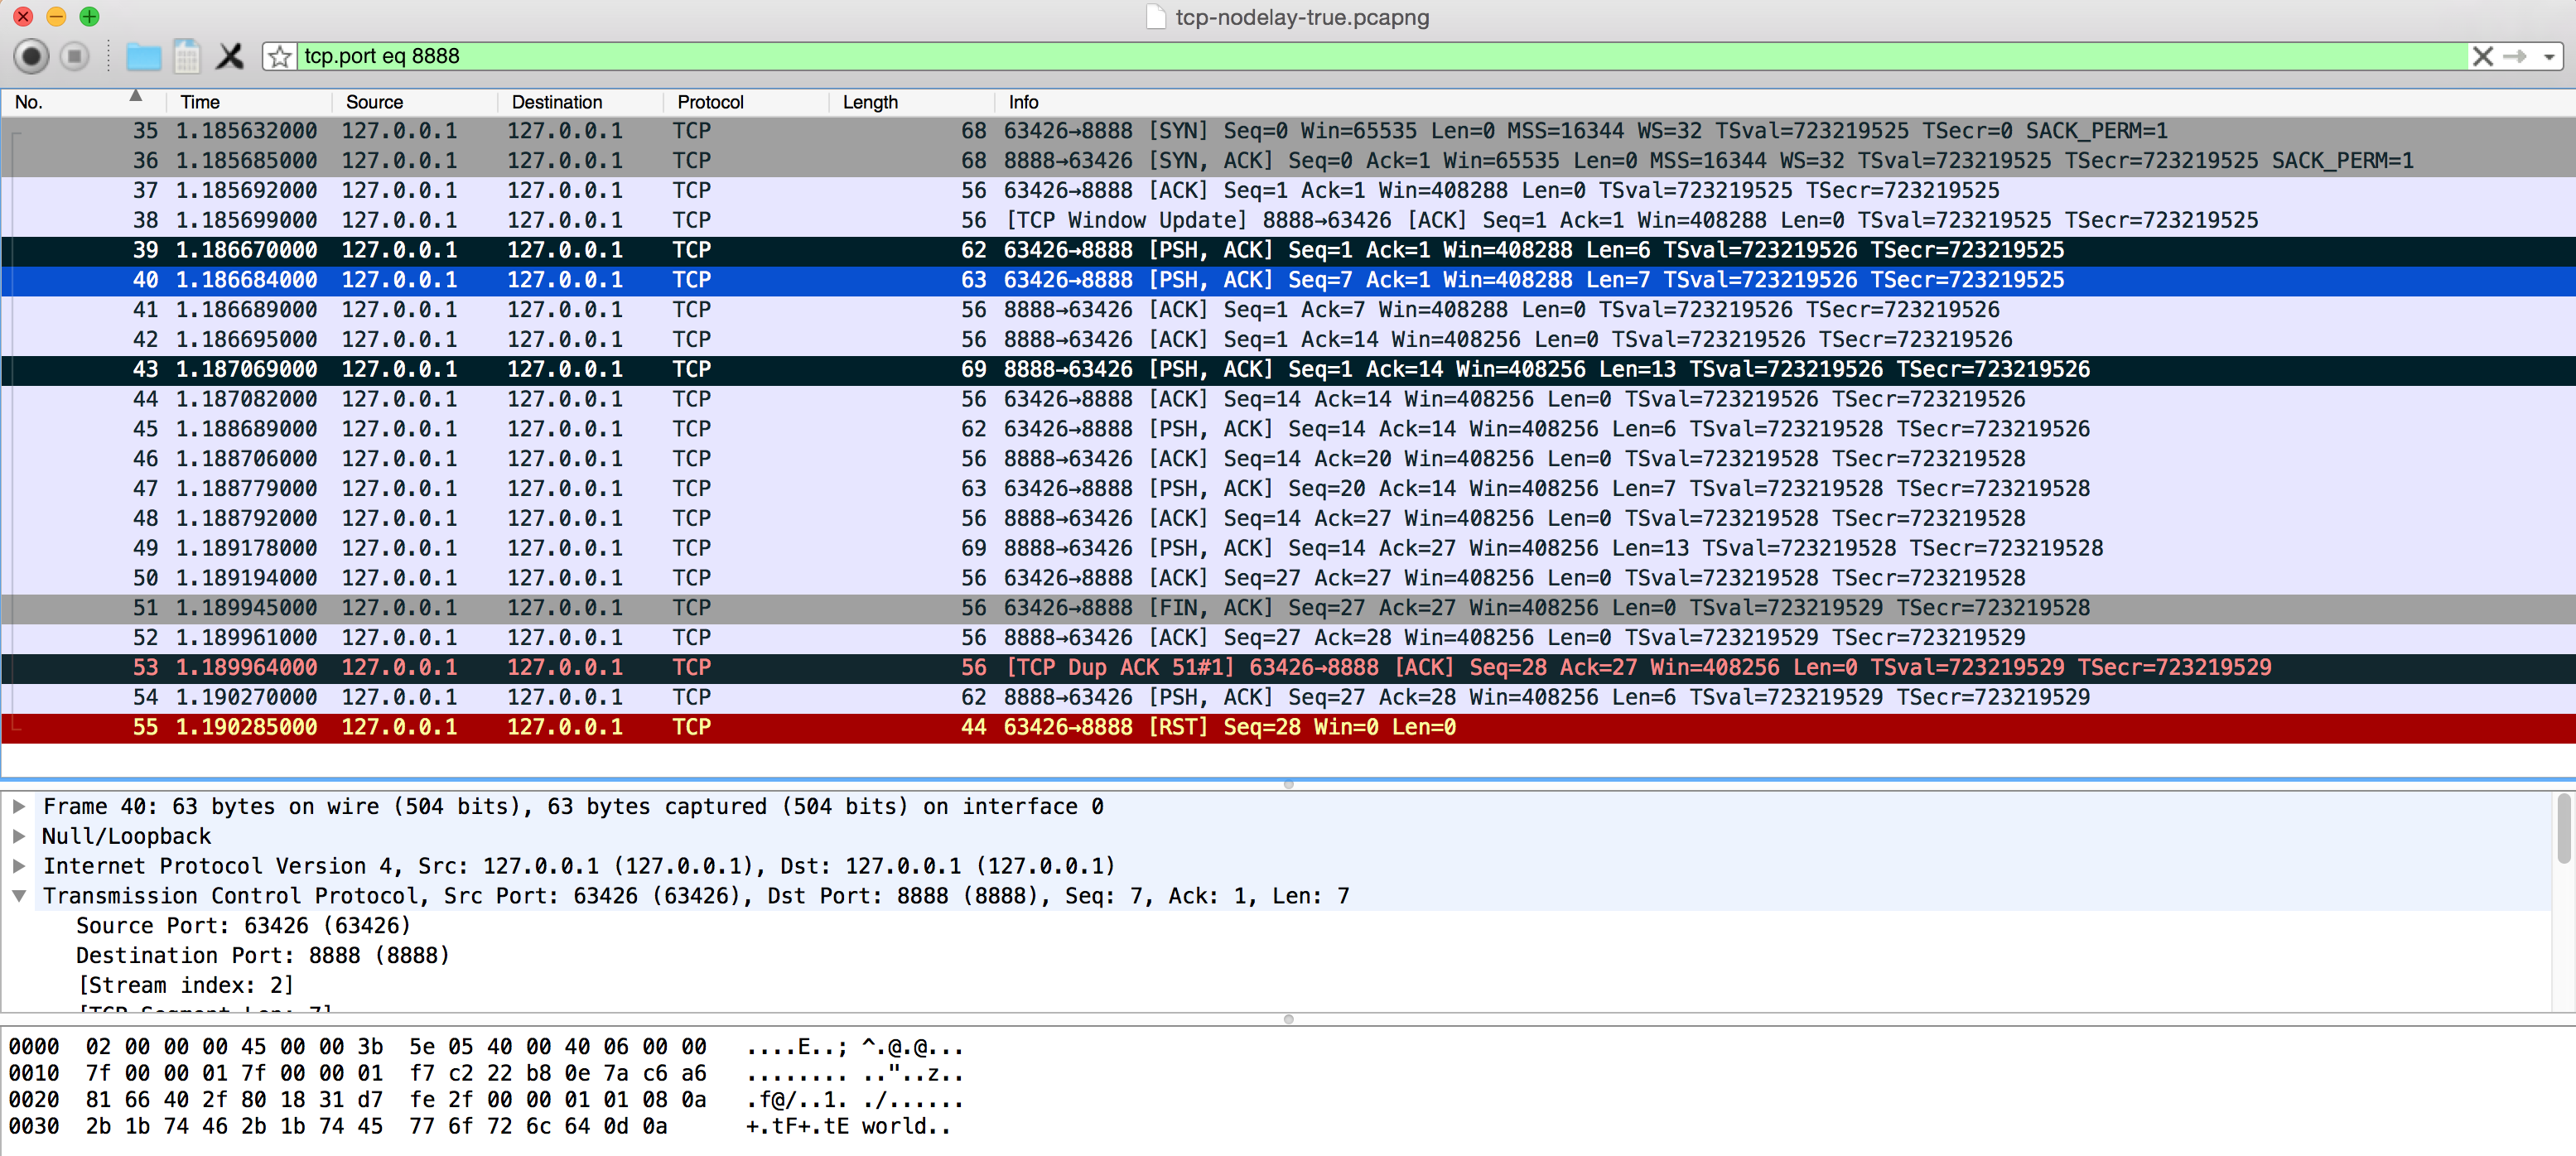 tcp-nodelay-true.pcapng
tcp.port eq 8888
No. Time Source Destination Protocol Length Info
35 1.185632000 127.0.0.1 127.0.0.1 TCP 68 63426→8888 [SYN] Seq=0 Win=65535 Len=0 MSS=16344 WS=32 TSval=723219525 TSecr=0 SACK_PERM=1
36 1.185685000 127.0.0.1 127.0.0.1 TCP 68 8888→63426 [SYN, ACK] Seq=0 Ack=1 Win=65535 Len=0 MSS=16344 WS=32 TSval=723219525 TSecr=723219525 SACK_PERM=1
37 1.185692000 127.0.0.1 127.0.0.1 TCP 56 63426→8888 [ACK] Seq=1 Ack=1 Win=408288 Len=0 TSval=723219525 TSecr=723219525
38 1.185699000 127.0.0.1 127.0.0.1 TCP 56 [TCP Window Update] 8888→63426 [ACK] Seq=1 Ack=1 Win=408288 Len=0 TSval=723219525 TSecr=723219525
39 1.186670000 127.0.0.1 127.0.0.1 TCP 62 63426→8888 [PSH, ACK] Seq=1 Ack=1 Win=408288 Len=6 TSval=723219526 TSecr=723219525
40 1.186684000 127.0.0.1 127.0.0.1 TCP 63 63426→8888 [PSH, ACK] Seq=7 Ack=1 Win=408288 Len=7 TSval=723219526 TSecr=723219525
41 1.186689000 127.0.0.1 127.0.0.1 TCP 56 8888→63426 [ACK] Seq=1 Ack=7 Win=408288 Len=0 TSval=723219526 TSecr=723219526
42 1.186695000 127.0.0.1 127.0.0.1 TCP 56 8888→63426 [ACK] Seq=1 Ack=14 Win=408256 Len=0 TSval=723219526 TSecr=723219526
43 1.187069000 127.0.0.1 127.0.0.1 TCP 69 8888→63426 [PSH, ACK] Seq=1 Ack=14 Win=408256 Len=13 TSval=723219526 TSecr=723219526
44 1.187082000 127.0.0.1 127.0.0.1 TCP 56 63426→8888 [ACK] Seq=14 Ack=14 Win=408256 Len=0 TSval=723219526 TSecr=723219526
45 1.188689000 127.0.0.1 127.0.0.1 TCP 62 63426→8888 [PSH, ACK] Seq=14 Ack=14 Win=408256 Len=6 TSval=723219528 TSecr=723219526
46 1.188706000 127.0.0.1 127.0.0.1 TCP 56 8888→63426 [ACK] Seq=14 Ack=20 Win=408256 Len=0 TSval=723219528 TSecr=723219528
47 1.188779000 127.0.0.1 127.0.0.1 TCP 63 63426→8888 [PSH, ACK] Seq=20 Ack=14 Win=408256 Len=7 TSval=723219528 TSecr=723219528
48 1.188792000 127.0.0.1 127.0.0.1 TCP 56 8888→63426 [ACK] Seq=14 Ack=27 Win=408256 Len=0 TSval=723219528 TSecr=723219528
49 1.189178000 127.0.0.1 127.0.0.1 TCP 69 8888→63426 [PSH, ACK] Seq=14 Ack=27 Win=408256 Len=13 TSval=723219528 TSecr=723219528
50 1.189194000 127.0.0.1 127.0.0.1 TCP 56 63426→8888 [ACK] Seq=27 Ack=27 Win=408256 Len=0 TSval=723219528 TSecr=723219528
51 1.189945000 127.0.0.1 127.0.0.1 TCP 56 63426→8888 [FIN, ACK] Seq=27 Ack=27 Win=408256 Len=0 TSval=723219529 TSecr=723219528
52 1.189961000 127.0.0.1 127.0.0.1 TCP 56 8888→63426 [ACK] Seq=27 Ack=28 Win=408256 Len=0 TSval=723219529 TSecr=723219529
53 1.189964000 127.0.0.1 127.0.0.1 TCP 56 [TCP Dup ACK 51#1] 63426→8888 [ACK] Seq=28 Ack=27 Win=408256 Len=0 TSval=723219529 TSecr=723219529
54 1.190270000 127.0.0.1 127.0.0.1 TCP 62 8888→63426 [PSH, ACK] Seq=27 Ack=28 Win=408256 Len=6 TSval=723219529 TSecr=723219529
55 1.190285000 127.0.0.1 127.0.0.1 TCP 44 63426→8888 [RST] Seq=28 Win=0 Len=0
Frame 40: 63 bytes on wire (504 bits), 63 bytes captured (504 bits) on interface 0
Null/Loopback
Internet Protocol Version 4, Src: 127.0.0.1 (127.0.0.1), Dst: 127.0.0.1 (127.0.0.1)
Transmission Control Protocol, Src Port: 63426 (63426), Dst Port: 8888 (8888), Seq: 7, Ack: 1, Len: 7
Source Port: 63426 (63426)
Destination Port: 8888 (8888)
[Stream index: 2]
[TCP Segment Len: 7]
0000 02 00 00 00 45 00 00 3b 5e 05 40 00 40 06 00 00 ....E..; ^.@.@...
0010 7f 00 00 01 7f 00 00 01 f7 c2 22 b8 0e 7a c6 a6 ........ .."..z..
0020 81 66 40 2f 80 18 31 d7 fe 2f 00 00 01 01 08 0a .f@/..1. ./......
0030 2b 1b 74 46 2b 1b 74 45 77 6f 72 6c 64 0d 0a +.tF+.tE world..